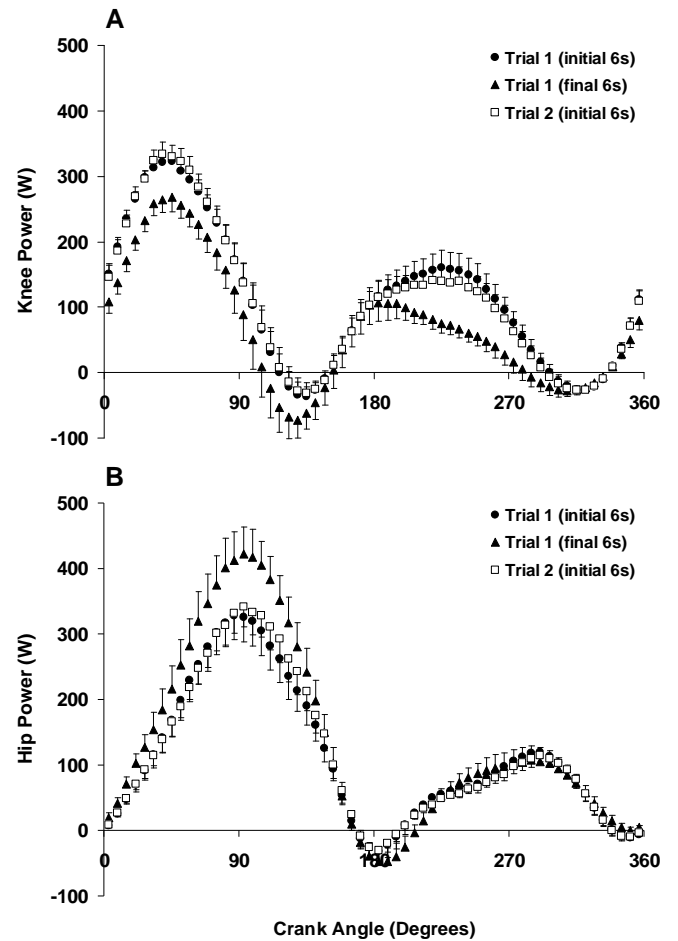 A
500
400
300
200
100
0
-100
Knee Power (W)
Trial 1 (initial 6s)
Trial 1 (final 6s)
Trial 2 (initial 6s)
0 90 180 270 360
B
500
400
300
200
100
0
-100
Hip Power (W)
Trial 1 (initial 6s)
Trial 1 (final 6s)
Trial 2 (initial 6s)
0 90 180 270 360
Crank Angle (Degrees)